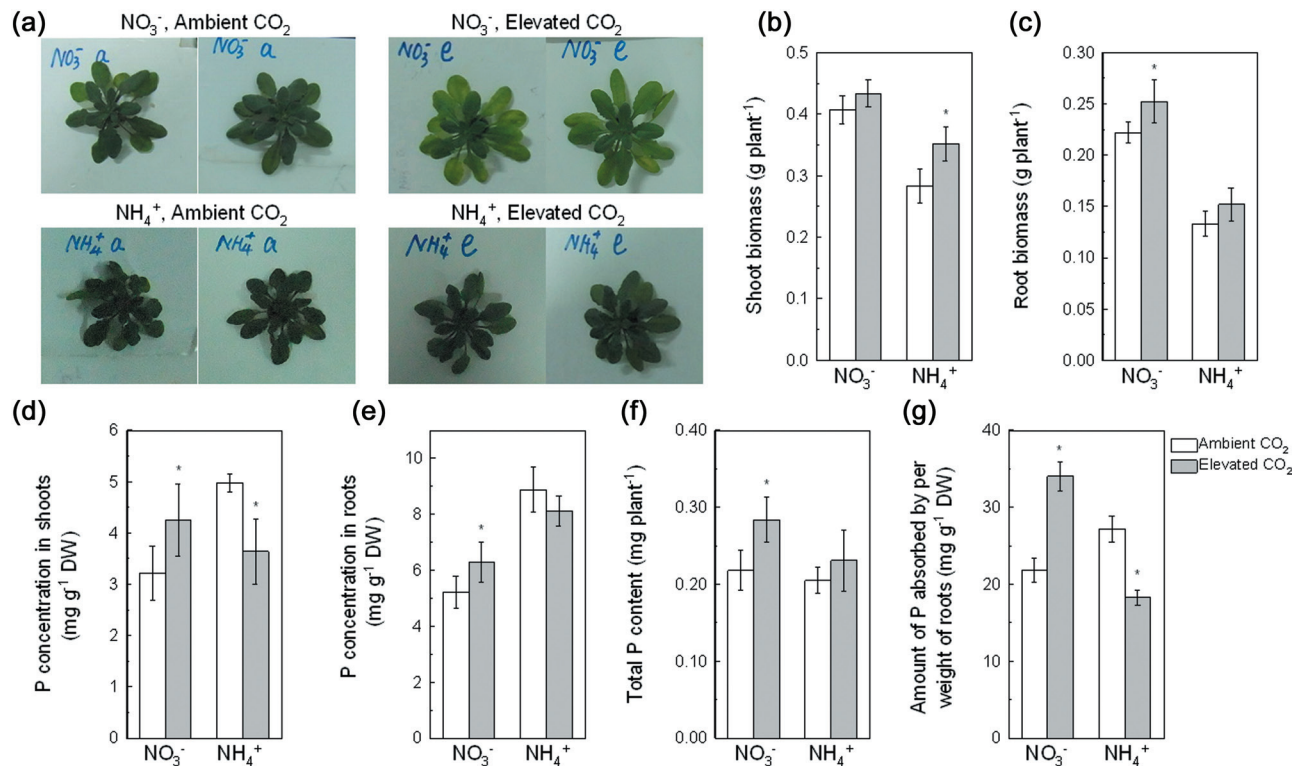 (a)
NO₃⁻, Ambient CO₂
NO₃⁻, Elevated CO₂
NO₃⁻ a
NO₃⁻ a
NO₃⁻ e
NO₃⁻ e
NH₄⁺, Ambient CO₂
NH₄⁺, Elevated CO₂
NH₄⁺ a
NH₄⁺ a
NH₄⁺ e
NH₄⁺ e
(b)
Shoot biomass (g plant⁻¹)
0.5
0.4
0.3
0.2
0.1
0.0
*
NO₃⁻
NH₄⁺
(c)
Root biomass (g plant⁻¹)
0.30
0.25
0.20
0.15
0.10
0.05
0.00
*
NO₃⁻
NH₄⁺
(d)
P concentration in shoots
(mg g⁻¹ DW)
6
5
4
3
2
1
0
*
*
NO₃⁻
NH₄⁺
(e)
P concentration in roots
(mg g⁻¹ DW)
10
8
6
4
2
0
*
NO₃⁻
NH₄⁺
(f)
Total P content (mg plant⁻¹)
0.40
0.30
0.20
0.10
0.00
*
NO₃⁻
NH₄⁺
(g)
Amount of P absorbed by per
weight of roots (mg g⁻¹ DW)
40
30
20
10
0
*
*
NO₃⁻
NH₄⁺
Ambient CO₂
Elevated CO₂